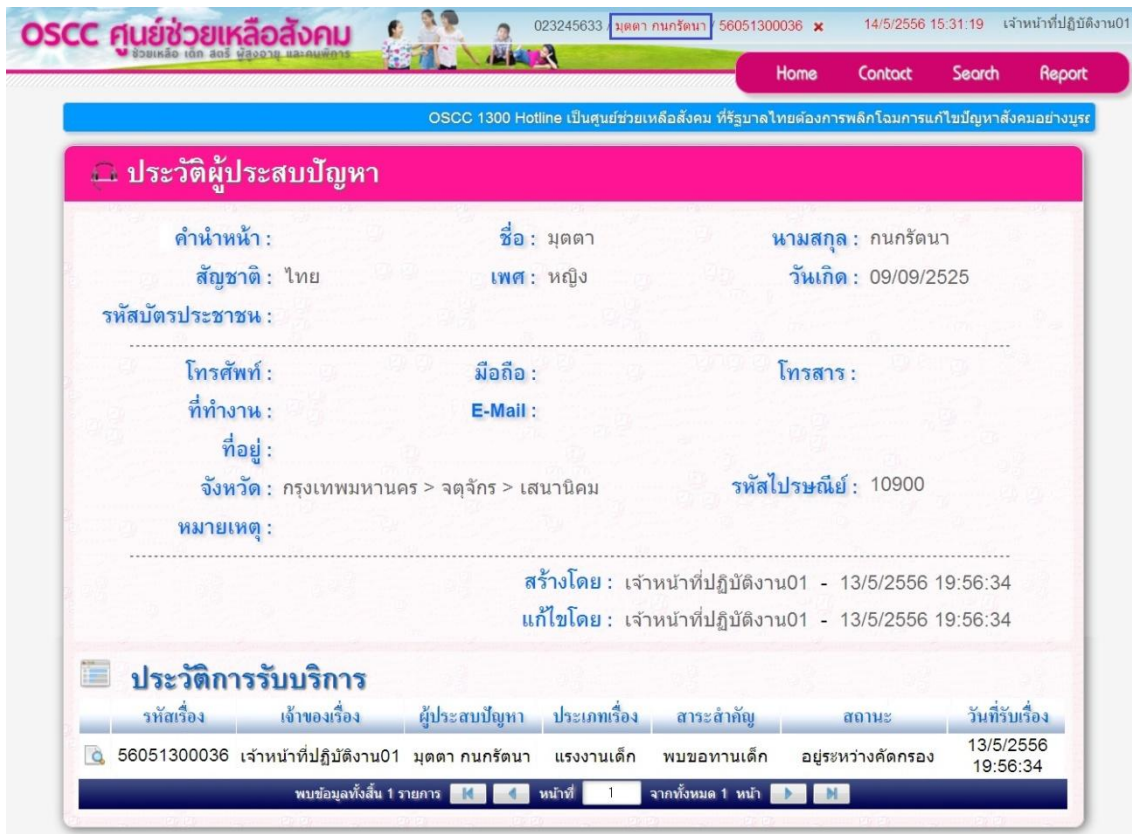 OSCC ศูนย์ช่วยเหลือสังคม
ช่วยเหลือ เด็ก สตรี ผู้สูงอายุ และคนพิการ
023245633 / มุตตา กนกรัตนา / 56051300036 x 14/5/2556 15:31:19 เจ้าหน้าที่ปฏิบัติงาน01
Home Contact Search Report
OSCC 1300 Hotline เป็นศูนย์ช่วยเหลือสังคม ที่รัฐบาลไทยต้องการพลิกโฉมการแก้ไขปัญหาสังคมอย่างบูรณ
ประวัติผู้ประสบปัญหา
คำนำหน้า : ชื่อ : มุตตา นามสกุล : กนกรัตนา
สัญชาติ : ไทย เพศ : หญิง วันเกิด : 09/09/2525
รหัสบัตรประชาชน :
โทรศัพท์ : มือถือ : โทรสาร :
ที่ทำงาน : E-Mail :
ที่อยู่ :
จังหวัด : กรุงเทพมหานคร > จตุจักร > เสนานิคม รหัสไปรษณีย์ : 10900
หมายเหตุ :
สร้างโดย : เจ้าหน้าที่ปฏิบัติงาน01 - 13/5/2556 19:56:34
แก้ไขโดย : เจ้าหน้าที่ปฏิบัติงาน01 - 13/5/2556 19:56:34
ประวัติการรับบริการ
รหัสเรื่อง เจ้าของเรื่อง ผู้ประสบปัญหา ประเภทเรื่อง สาระสำคัญ สถานะ วันที่รับเรื่อง
56051300036 เจ้าหน้าที่ปฏิบัติงาน01 มุตตา กนกรัตนา แรงงานเด็ก พบขอทานเด็ก อยู่ระหว่างคัดกรอง 13/5/2556
19:56:34
พบข้อมูลทั้งสิ้น 1 รายการ หน้าที่ 1 จากทั้งหมด 1 หน้า